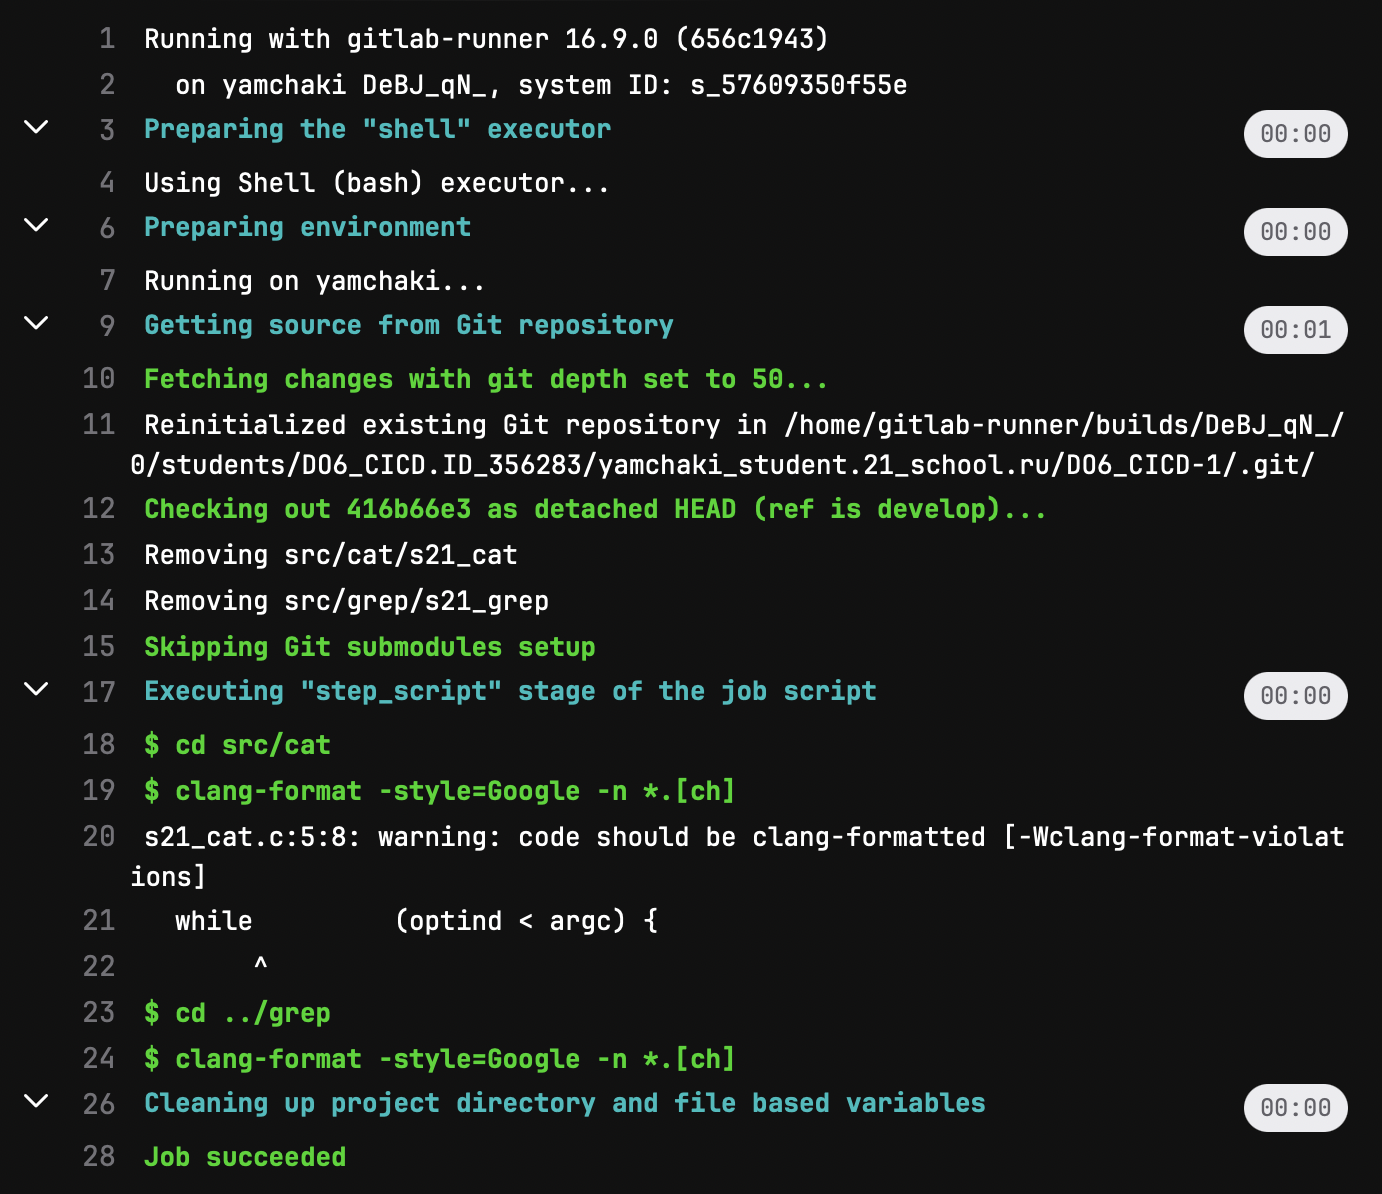 1 Running with gitlab-runner 16.9.0 (656c1943)
2   on yamchaki DeBJ_qN_, system ID: s_57609350f55e
3 Preparing the "shell" executor 00:00
4 Using Shell (bash) executor...
6 Preparing environment 00:00
7 Running on yamchaki...
9 Getting source from Git repository 00:01
10 Fetching changes with git depth set to 50...
11 Reinitialized existing Git repository in /home/gitlab-runner/builds/DeBJ_qN_/
0/students/DO6_CICD.ID_356283/yamchaki_student.21_school.ru/DO6_CICD-1/.git/
12 Checking out 416b66e3 as detached HEAD (ref is develop)...
13 Removing src/cat/s21_cat
14 Removing src/grep/s21_grep
15 Skipping Git submodules setup
17 Executing "step_script" stage of the job script 00:00
18 $ cd src/cat
19 $ clang-format -style=Google -n *.[ch]
20 s21_cat.c:5:8: warning: code should be clang-formatted [-Wclang-format-violat
ions]
21   while         (optind < argc) {
22        ^
23 $ cd ../grep
24 $ clang-format -style=Google -n *.[ch]
26 Cleaning up project directory and file based variables 00:00
28 Job succeeded